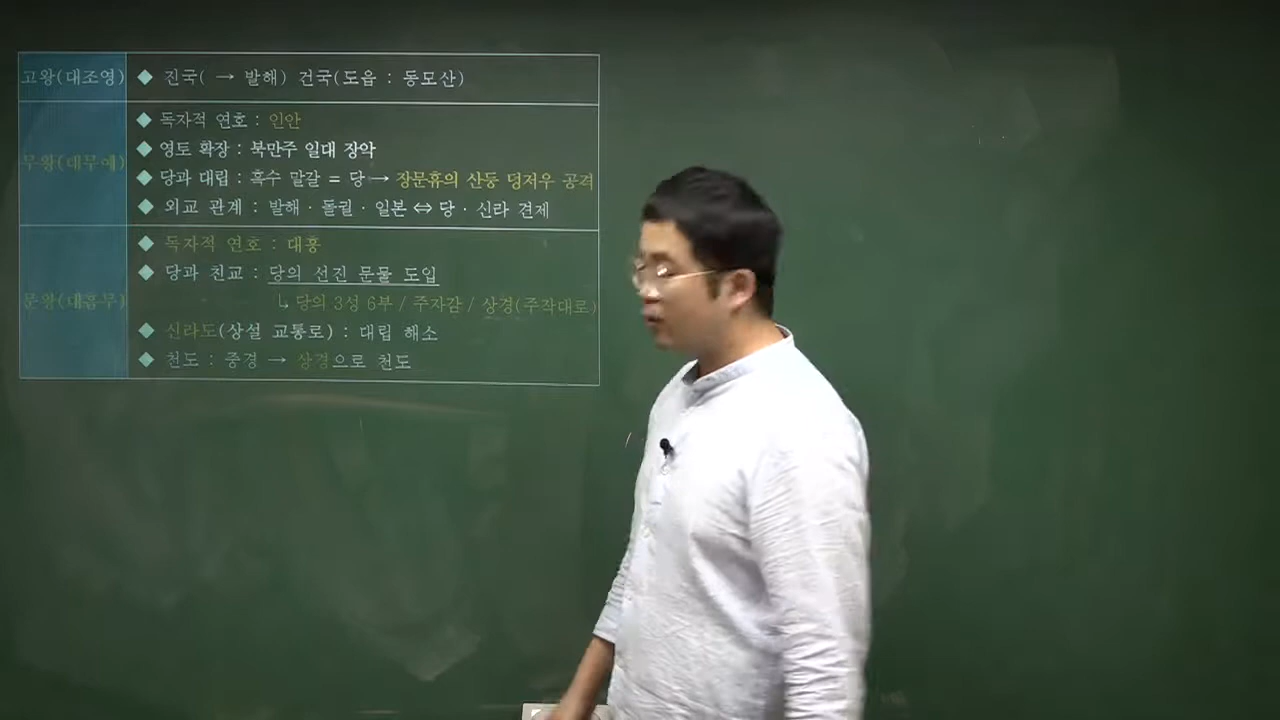 고왕(대조영)
◆ 진국( → 발해) 건국(도읍 : 동모산)
무왕(대무예)
◆ 독자적 연호 : 인안
◆ 영토 확장 : 북만주 일대 장악
◆ 당과 대립 : 흑수 말갈 = 당 → 장문휴의 산둥 덩저우 공격
◆ 외교 관계 : 발해 · 돌궐 · 일본 ⇔ 당 · 신라 견제
문왕(대흠무)
◆ 독자적 연호 : 대흥
◆ 당과 친교 : 당의 선진 문물 도입
↳ 당의 3성 6부 / 주자감 / 상경(주작대로)
◆ 신라도(상설 교통로) : 대립 해소
◆ 천도 : 중경 → 상경으로 천도